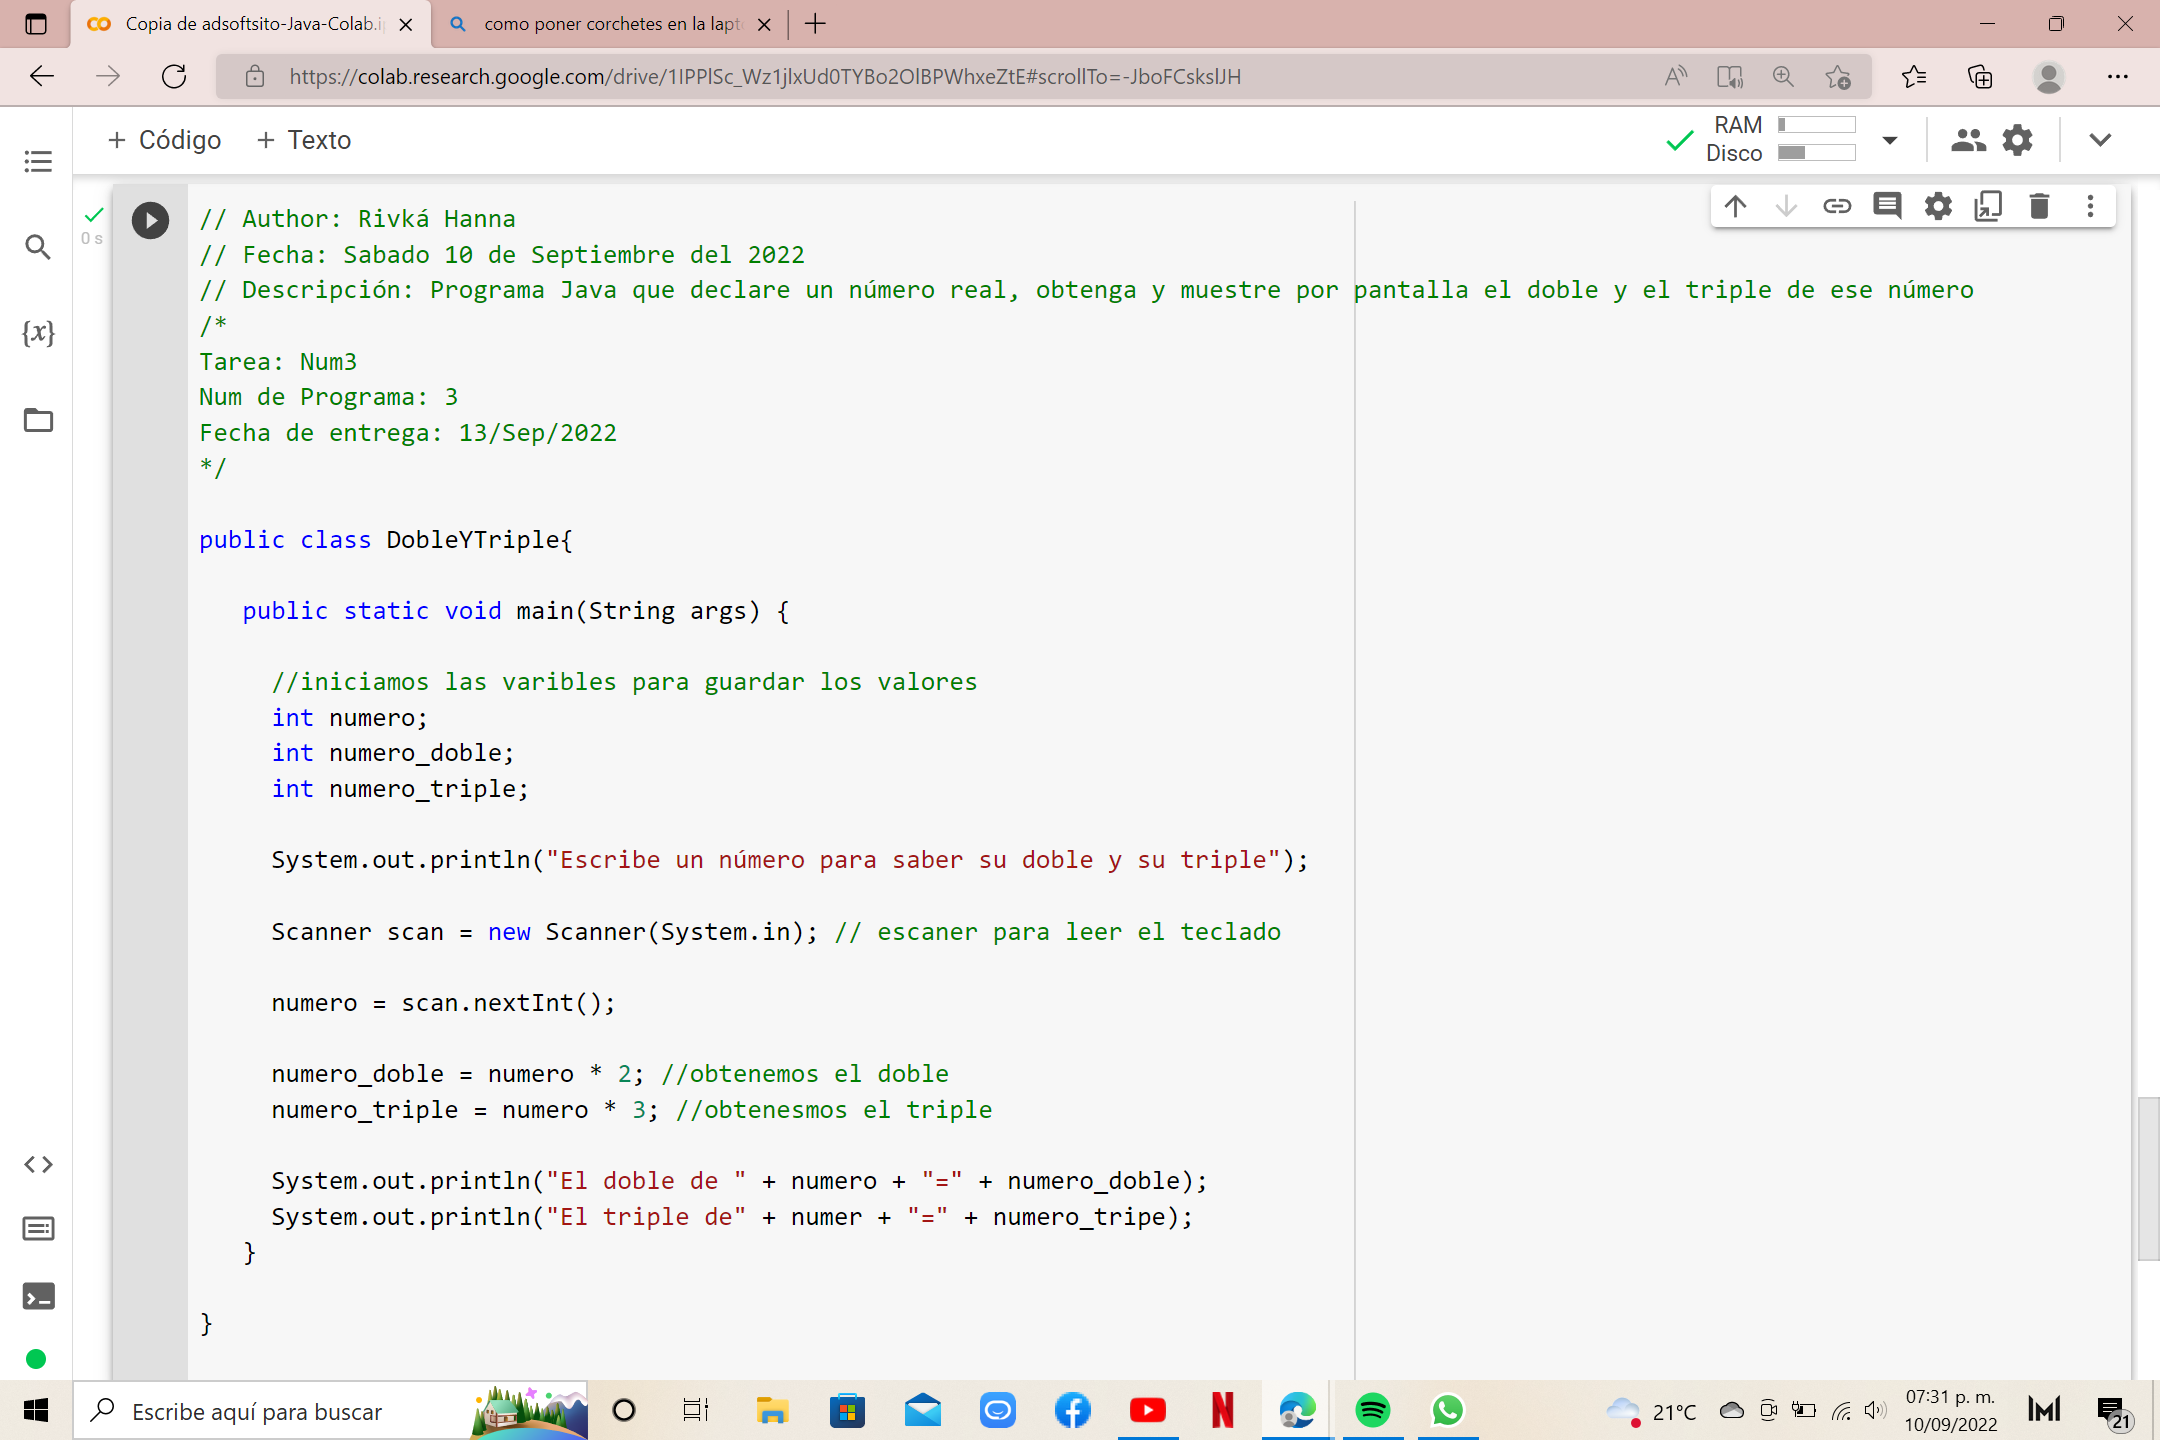 Copia de adsoftsito-Java-Colab.i
como poner corchetes en la lapt
https://colab.research.google.com/drive/1IPPlSc_Wz1jlxUd0TYBo2OlBPWhxeZtE#scrollTo=-JboFCskslJH
+ Código + Texto
RAM
Disco
0 s
// Author: Rivká Hanna
// Fecha: Sabado 10 de Septiembre del 2022
// Descripción: Programa Java que declare un número real, obtenga y muestre por pantalla el doble y el triple de ese número
/*
Tarea: Num3
Num de Programa: 3
Fecha de entrega: 13/Sep/2022
*/
public class DobleYTriple{
public static void main(String args) {
//iniciamos las varibles para guardar los valores
int numero;
int numero_doble;
int numero_triple;
System.out.println("Escribe un número para saber su doble y su triple");
Scanner scan = new Scanner(System.in); // escaner para leer el teclado
numero = scan.nextInt();
numero_doble = numero * 2; //obtenemos el doble
numero_triple = numero * 3; //obtenesmos el triple
System.out.println("El doble de " + numero + "=" + numero_doble);
System.out.println("El triple de" + numer + "=" + numero_tripe);
}
}
Escribe aquí para buscar
21°C
07:31 p. m.
10/09/2022
21